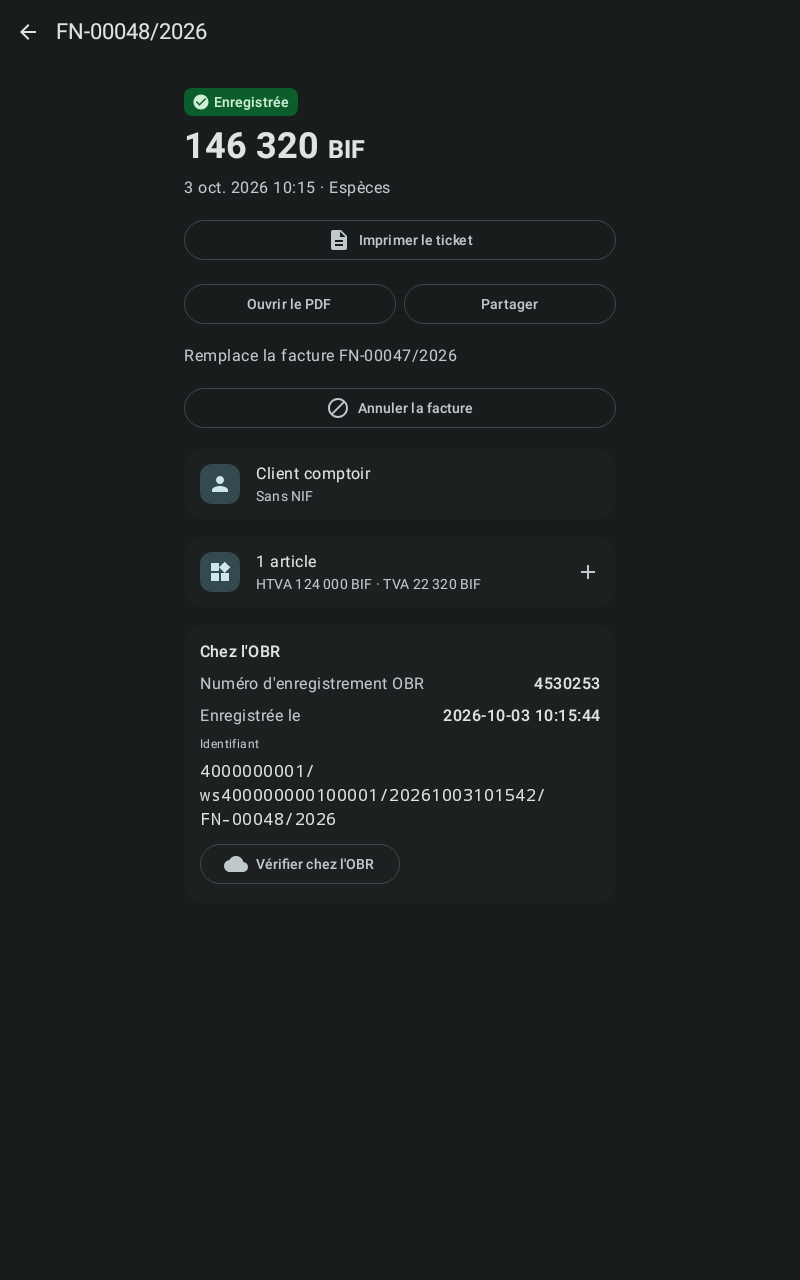 FN-00048/2026
Enregistrée
146 320 BIF
3 oct. 2026 10:15 · Espèces
Imprimer le ticket
Ouvrir le PDF
Partager
Remplace la facture FN-00047/2026
Annuler la facture
Client comptoir
Sans NIF
1 article
HTVA 124 000 BIF · TVA 22 320 BIF
Chez l'OBR
Numéro d'enregistrement OBR 4530253
Enregistrée le 2026-10-03 10:15:44
Identifiant
4000000001/
ws400000000100001/20261003101542/
FN-00048/2026
Vérifier chez l'OBR